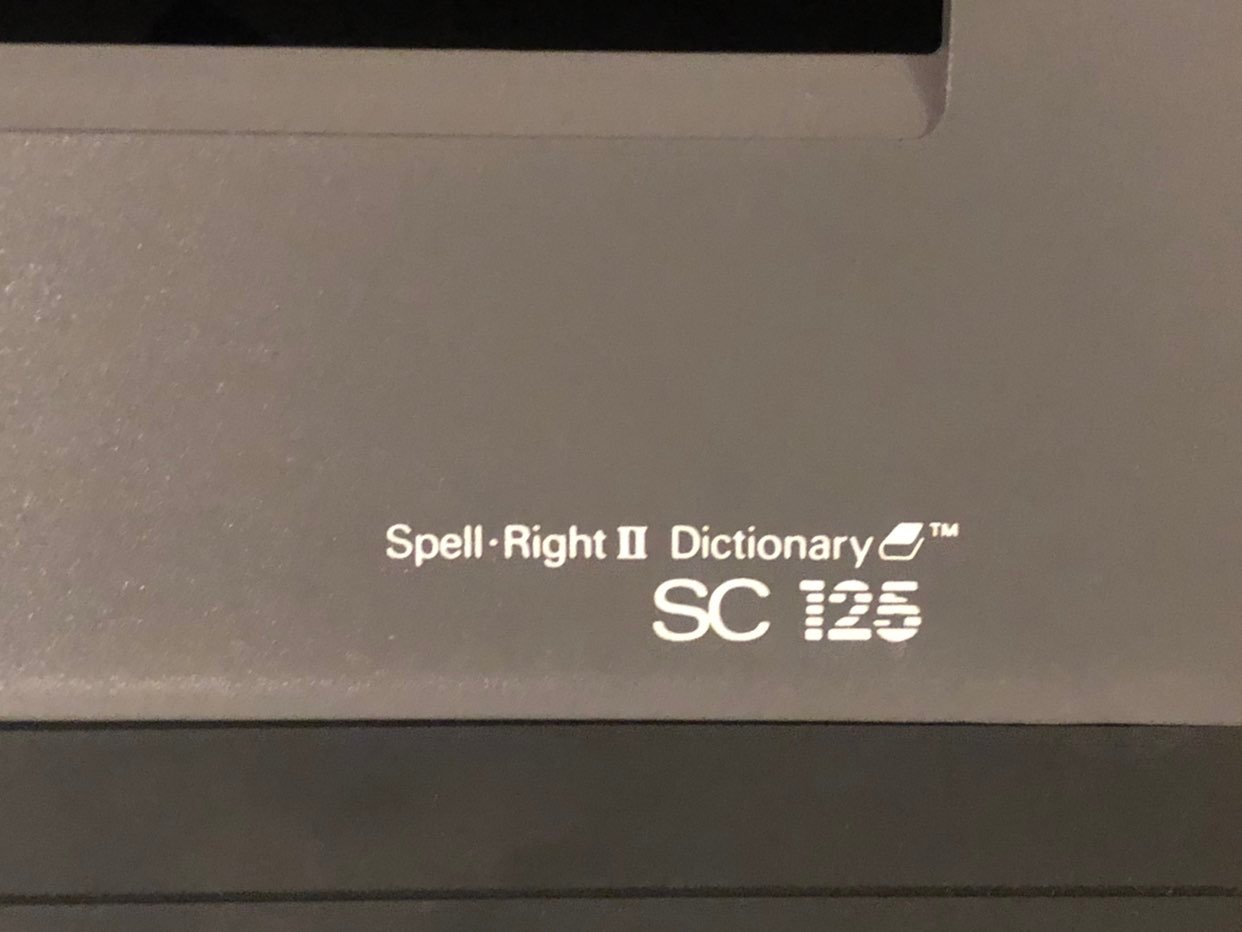 Spell·Right II Dictionary™
SC 125